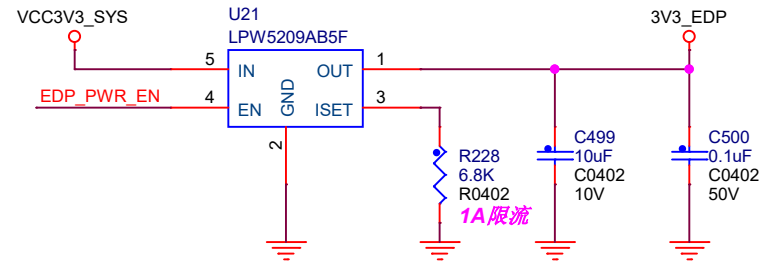 VCC3V3_SYS
U21
LPW5209AB5F
3V3_EDP
5 IN OUT 1
EDP_PWR_EN 4 EN GND ISET 3
2
R228
6.8K
R0402
1A限流
C499
10uF
C0402
10V
C500
0.1uF
C0402
50V